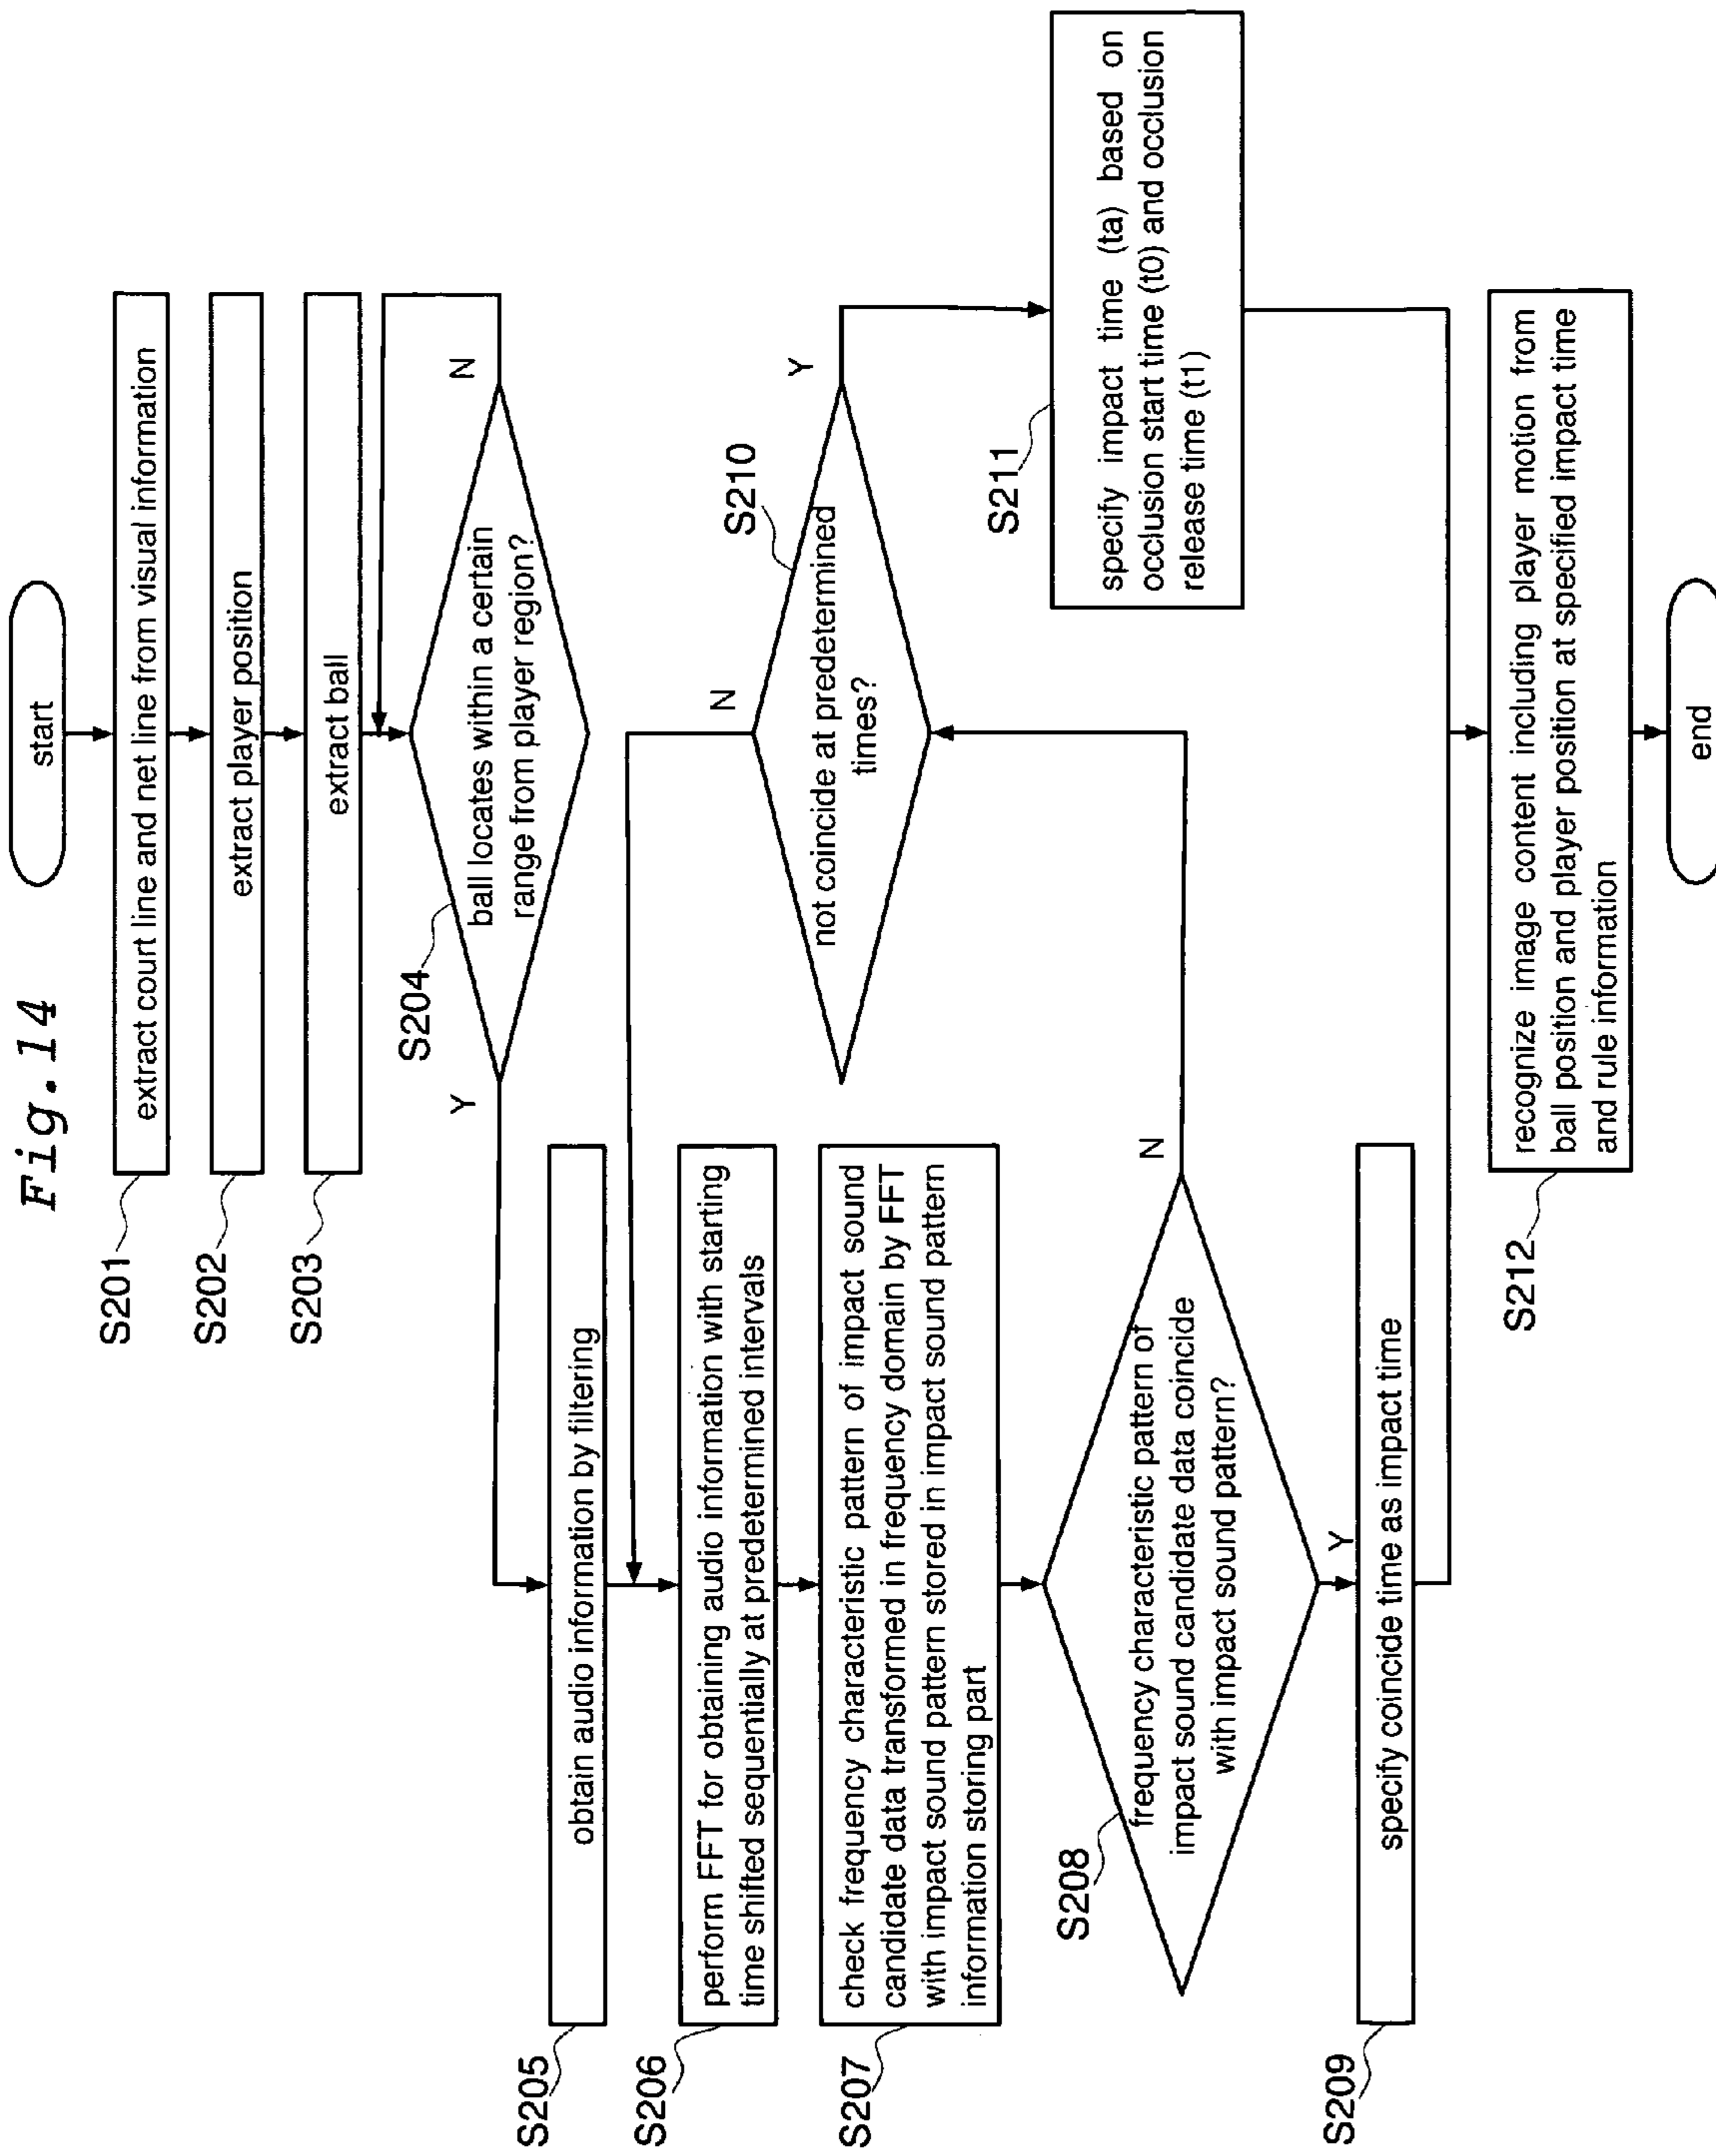 Fig.14
start
S201
extract court line and net line from visual information
S202
extract player position
S203
extract ball
S204
ball locates within a certain
range from player region?
Y
N
S205
obtain audio information by filtering
S206
perform FFT for obtaining audio information with starting
time shifted sequentially at predetermined intervals
S207
check frequency characteristic pattern of impact sound
candidate data transformed in frequency domain by FFT
with impact sound pattern stored in impact sound pattern
information storing part
S208
frequency characteristic pattern of
impact sound candidate data coincide
with impact sound pattern?
N
Y
S209
specify coincide time as impact time
S210
not coincide at predetermined
times?
N
Y
S211
specify impact time (ta) based on
occlusion start time (t0) and occlusion
release time (t1)
S212
recognize image content including player motion from
ball position and player position at specified impact time
and rule information
end